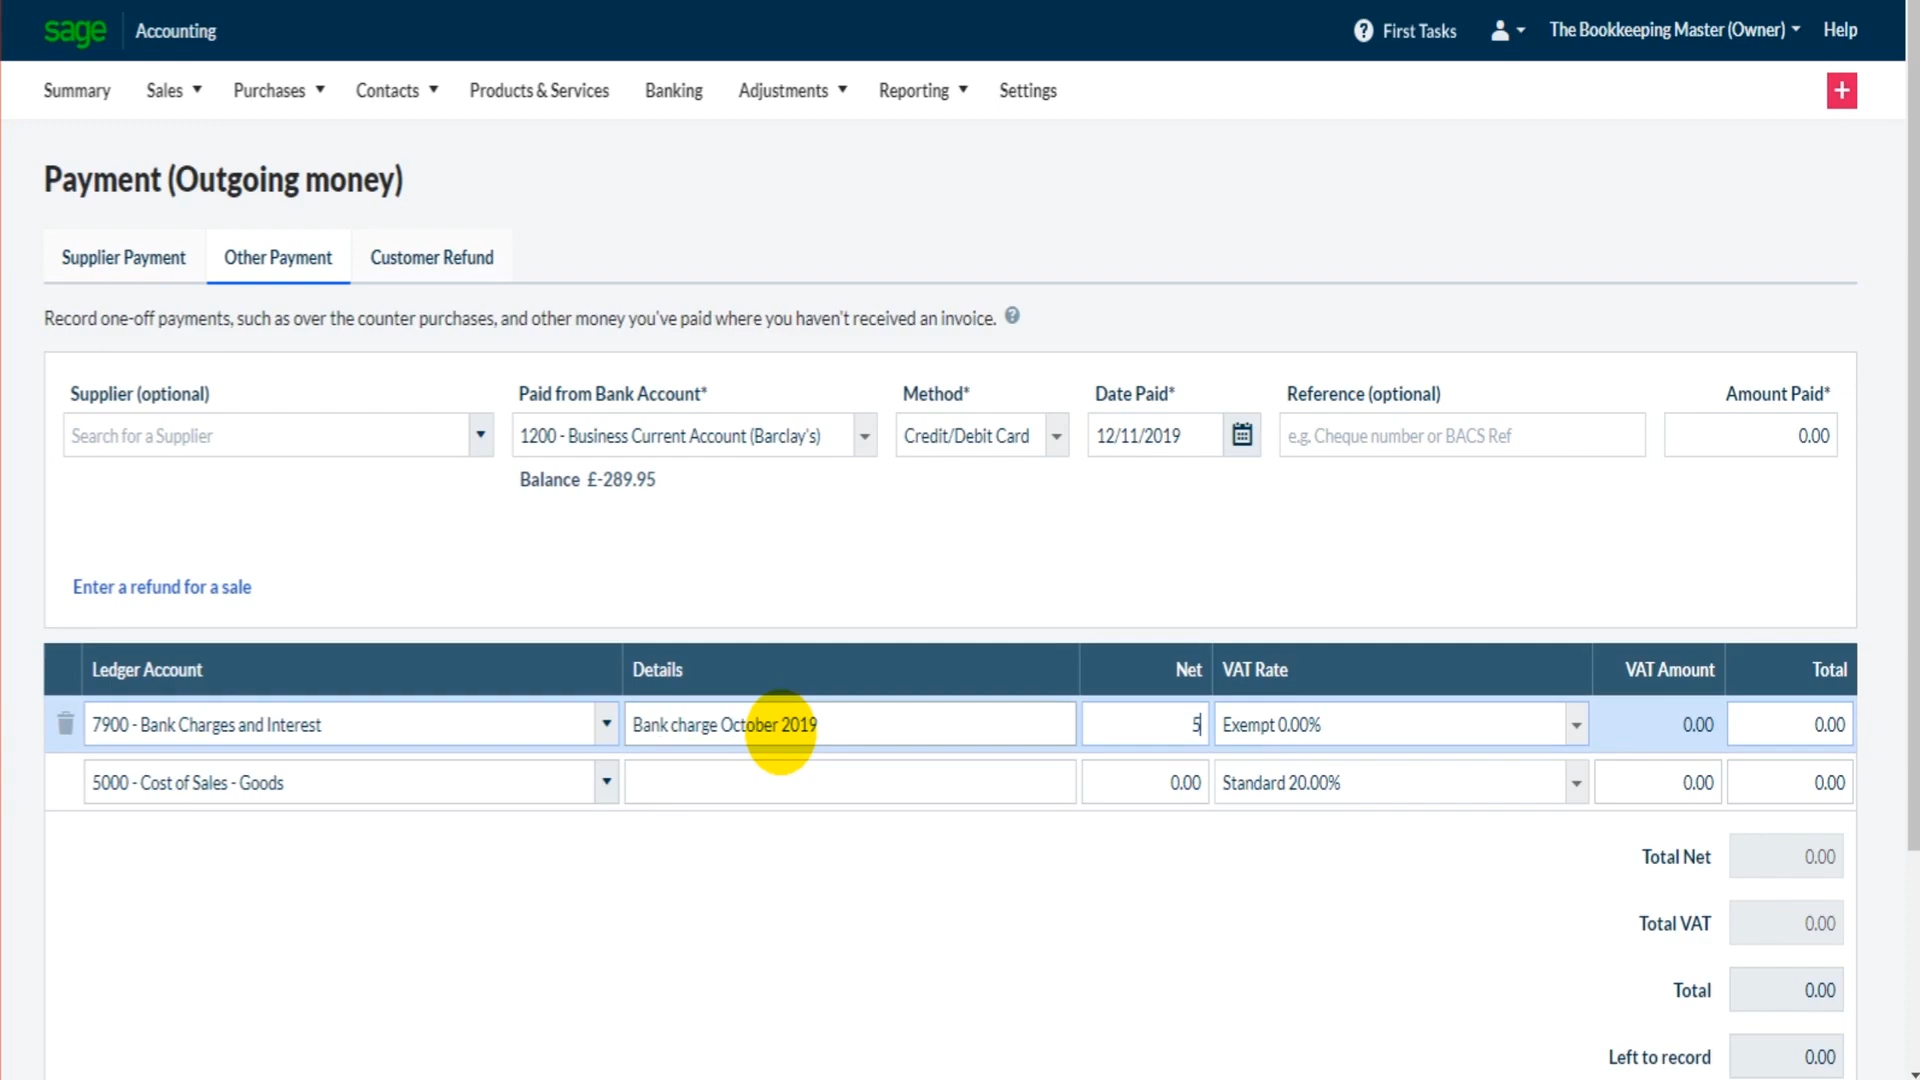 sage Accounting First Tasks The Bookkeeping Master (Owner) Help
Summary Sales Purchases Contacts Products & Services Banking Adjustments Reporting Settings
Payment (Outgoing money)
Supplier Payment Other Payment Customer Refund
Record one-off payments, such as over the counter purchases, and other money you've paid where you haven't received an invoice.
Supplier (optional) Paid from Bank Account* Method* Date Paid* Reference (optional) Amount Paid*
Search for a Supplier 1200 - Business Current Account (Barclay's) Credit/Debit Card 12/11/2019 e.g. Cheque number or BACS Ref 0.00
Balance £-289.95
Enter a refund for a sale
Ledger Account Details Net VAT Rate VAT Amount Total
7900 - Bank Charges and Interest Bank charge October 2019 5 Exempt 0.00% 0.00 0.00
5000 - Cost of Sales - Goods 0.00 Standard 20.00% 0.00 0.00
Total Net 0.00
Total VAT 0.00
Total 0.00
Left to record 0.00